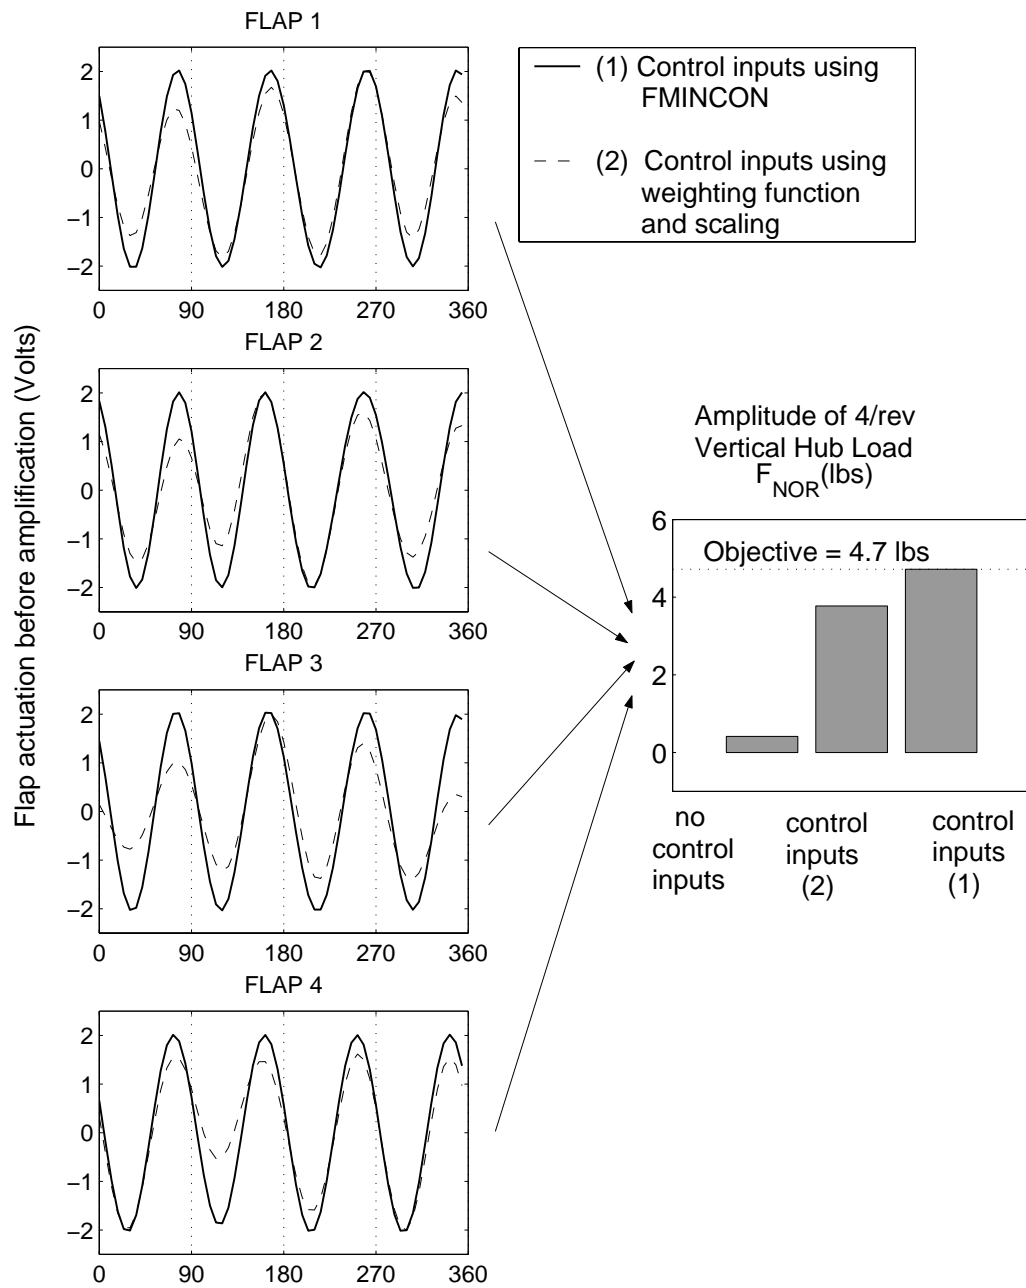 FLAP 1
2
1
0
−1
−2
0 90 180 270 360
(1) Control inputs using
FMINCON
(2) Control inputs using
weighting function
and scaling
Flap actuation before amplification (Volts)
FLAP 2
2
1
0
−1
−2
0 90 180 270 360
FLAP 3
2
1
0
−1
−2
0 90 180 270 360
FLAP 4
2
1
0
−1
−2
0 90 180 270 360
Amplitude of 4/rev
Vertical Hub Load
F_NOR(lbs)
6
Objective = 4.7 lbs
4
2
0
no
control
inputs
control
inputs
(2)
control
inputs
(1)